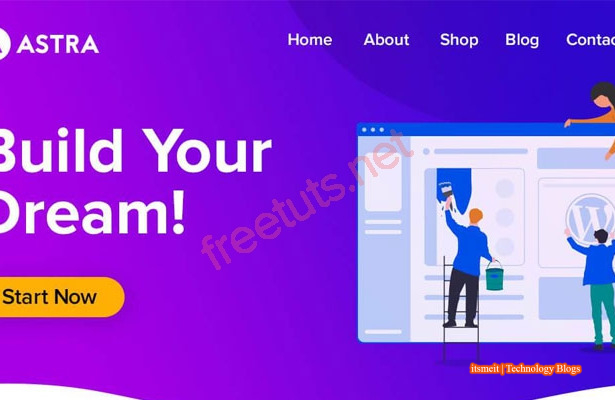 ASTRA
Home About Shop Blog Contac
Build Your
Dream!
Start Now
freetuts.net
W
itsmeit | Technology Blogs